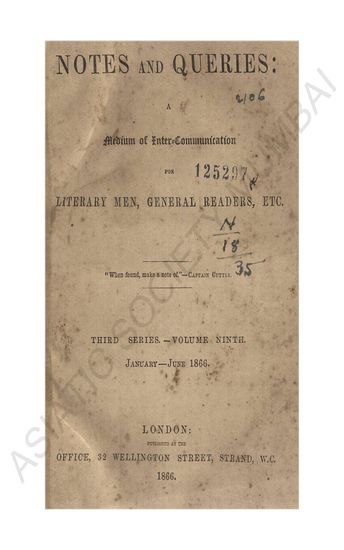 NOTES AND QUERIES:
2106
A
Medium of Inter-Communication
FOR
125297
LITERARY MEN, GENERAL READERS, ETC.
N
18
35
"When found, make a note of."—CAPTAIN CUTTLE.
THIRD SERIES.—VOLUME NINTH.
JANUARY—JUNE 1866.
LONDON:
PUBLISHED AT THE
OFFICE, 32 WELLINGTON STREET, STRAND, W.C.
1866.
ASIATIC SOCIETY MUMBAI